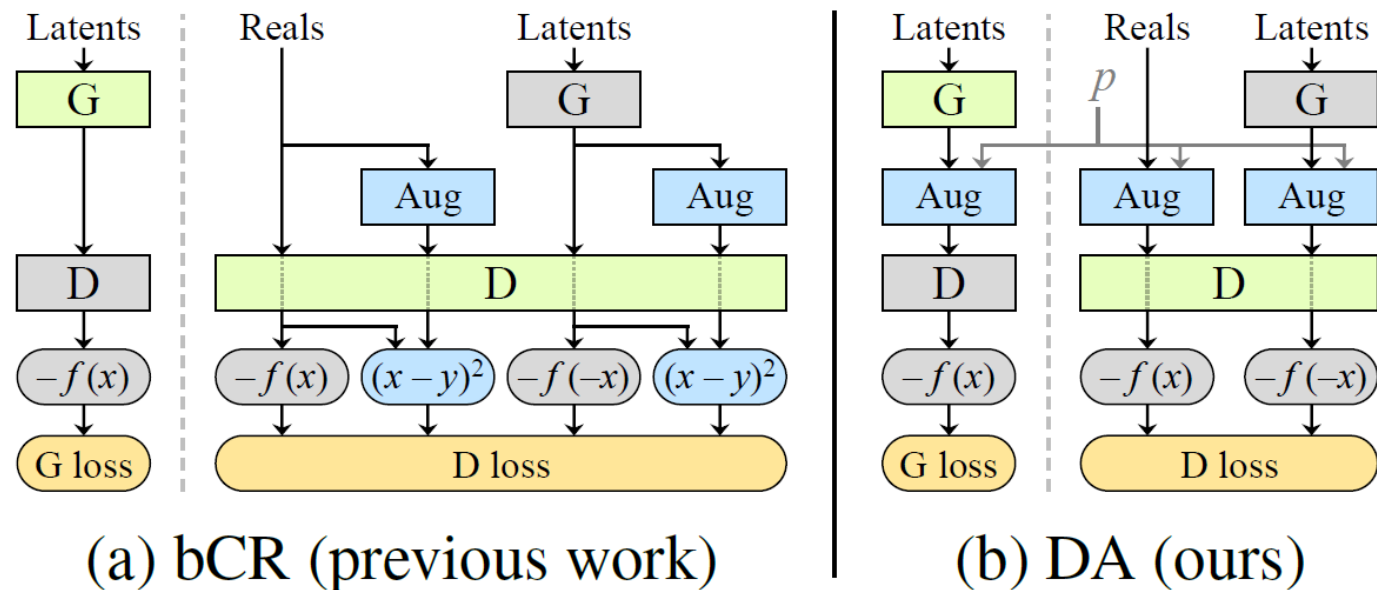 Latents Reals Latents
G G
Aug Aug
D D
–f(x) –f(x) (x–y)² –f(–x) (x–y)²
G loss D loss
(a) bCR (previous work)
Latents Reals Latents
p
G G
Aug Aug Aug
D D
–f(x) –f(x) –f(–x)
G loss D loss
(b) DA (ours)